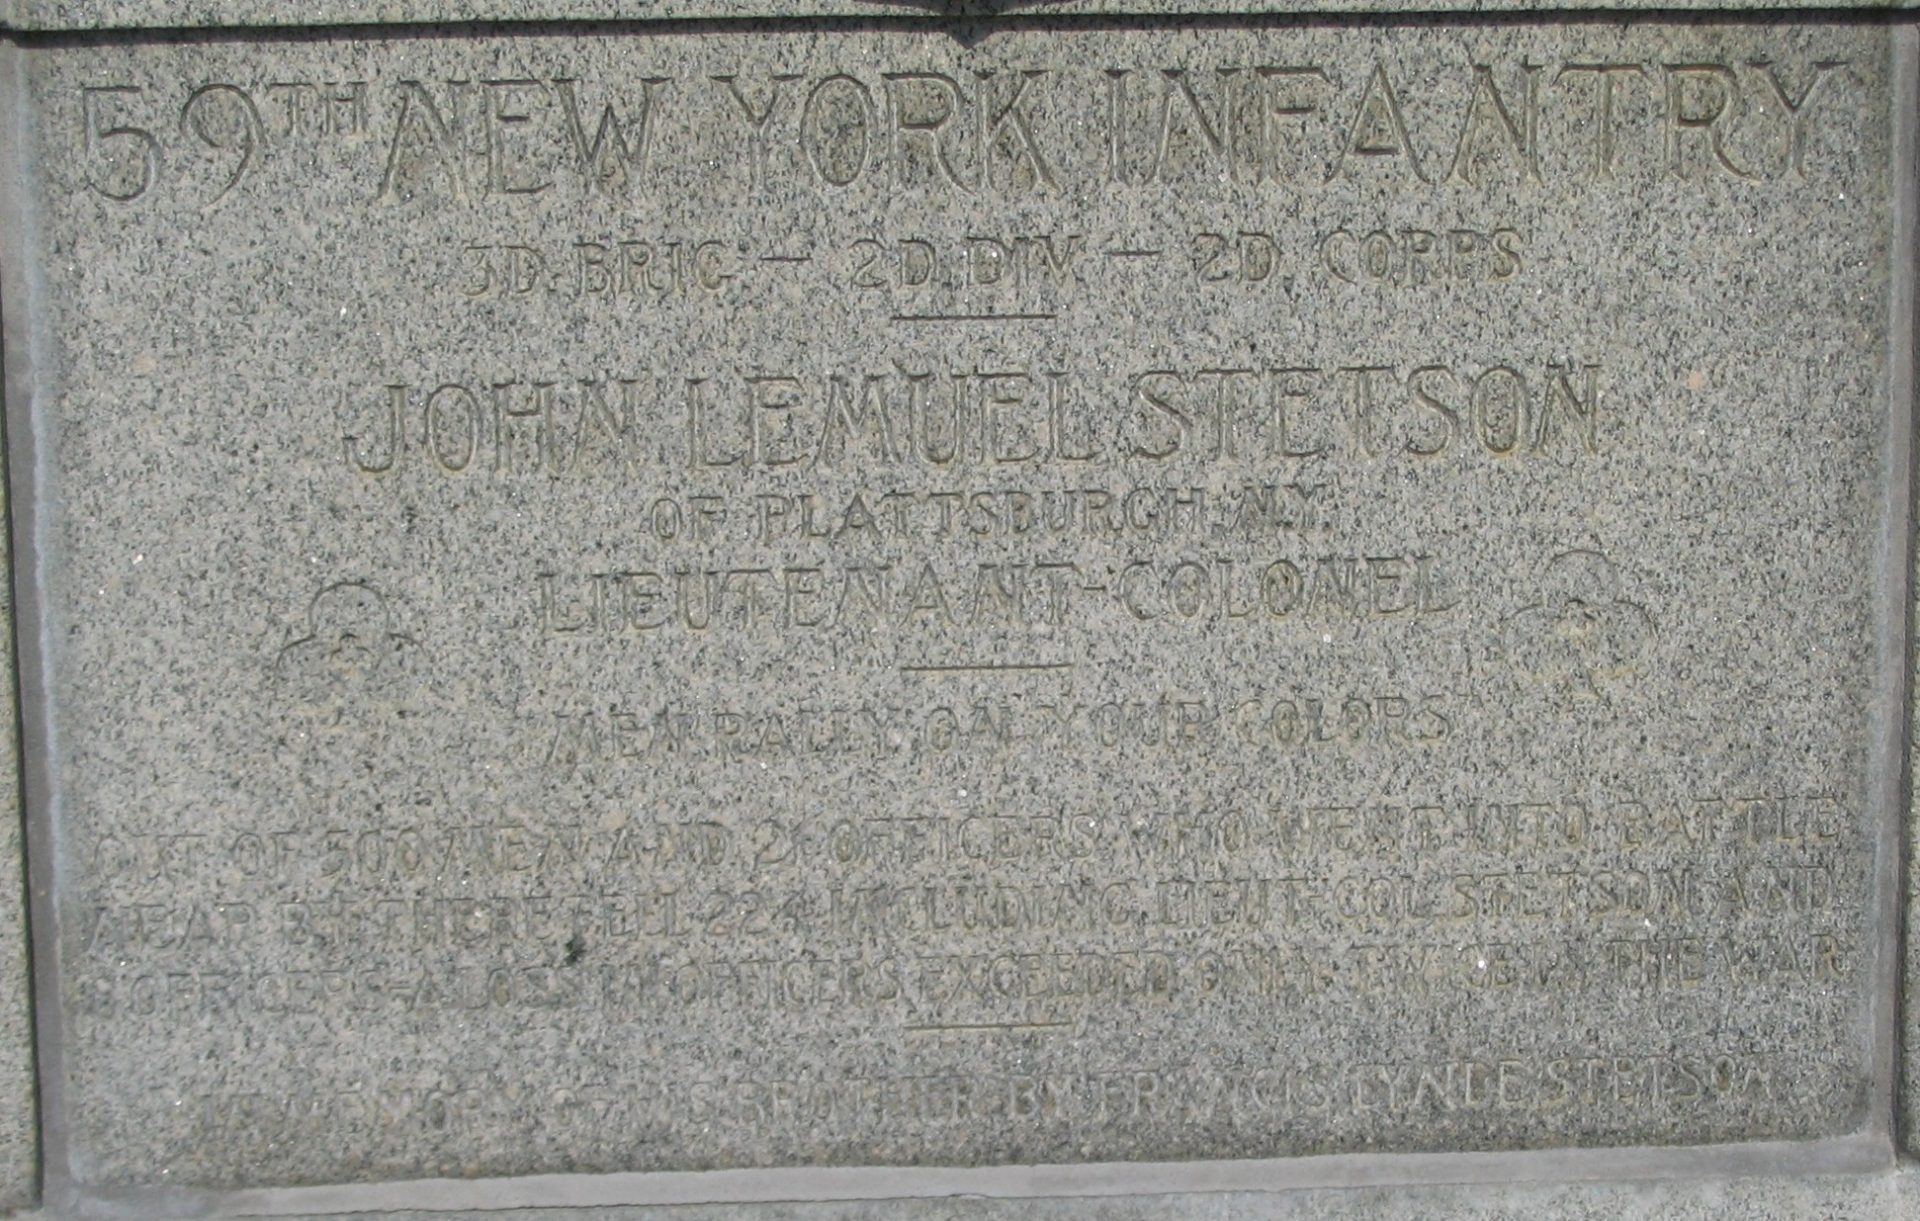 59TH NEW YORK INFANTRY
3D. BRIG — 2D. DIV — 2D. CORPS
JOHN LEMUEL STETSON
OF PLATTSBURGH N.Y.
LIEUTENANT-COLONEL
MEN RALLY ON YOUR COLORS
OUT OF 300 MEN AND 21 OFFICERS WHO WENT INTO BATTLE
NEAR BY THERE FELL 224 INCLUDING LIEUT-COL STETSON AND
OFFICERS-A LOSS IN OFFICERS EXCEEDED ONLY TWICE IN THE WAR
IN MEMORY OF HIS BROTHER BY FRANCIS LYNDE STETSON